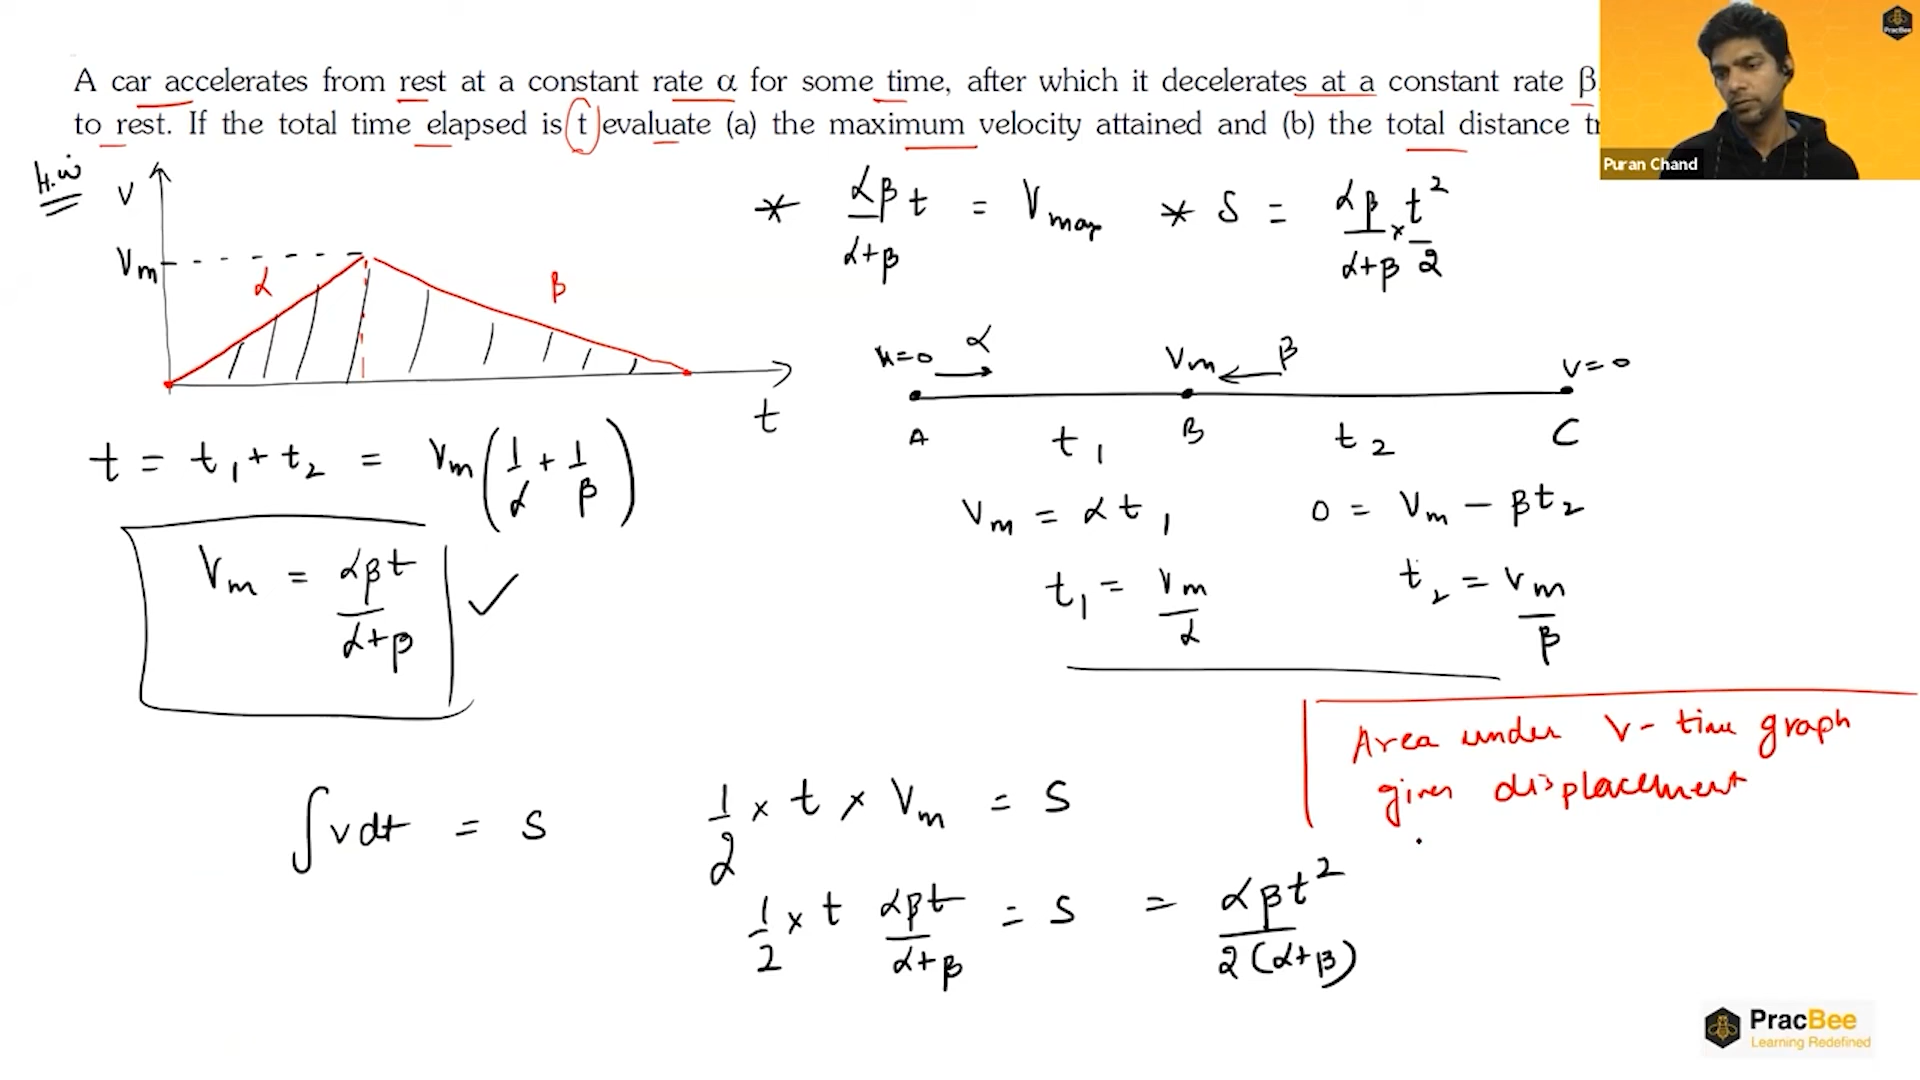 A car accelerates from rest at a constant rate α for some time, after which it decelerates at a constant rate β
to rest. If the total time elapsed is t evaluate (a) the maximum velocity attained and (b) the total distance
Puran Chand
PracBee
H.W
V
Vm
α
β
t
* αβt/(α+β) = Vmax
* S = αβ/(α+β) × t²/2
u=0
α
Vm
β
V=0
A
t₁
B
t₂
C
t = t₁ + t₂ = Vm (1/α + 1/β)
Vm = αt₁
0 = Vm − βt₂
Vm = αβt/(α+β) ✓
t₁ = Vm/α
t₂ = Vm/β
Area under V-time graph
gives displacement
∫vdt = S
1/2 × t × Vm = S
1/2 × t αβt/(α+β) = S = αβt²/2(α+β)
PracBee
Learning Redefined